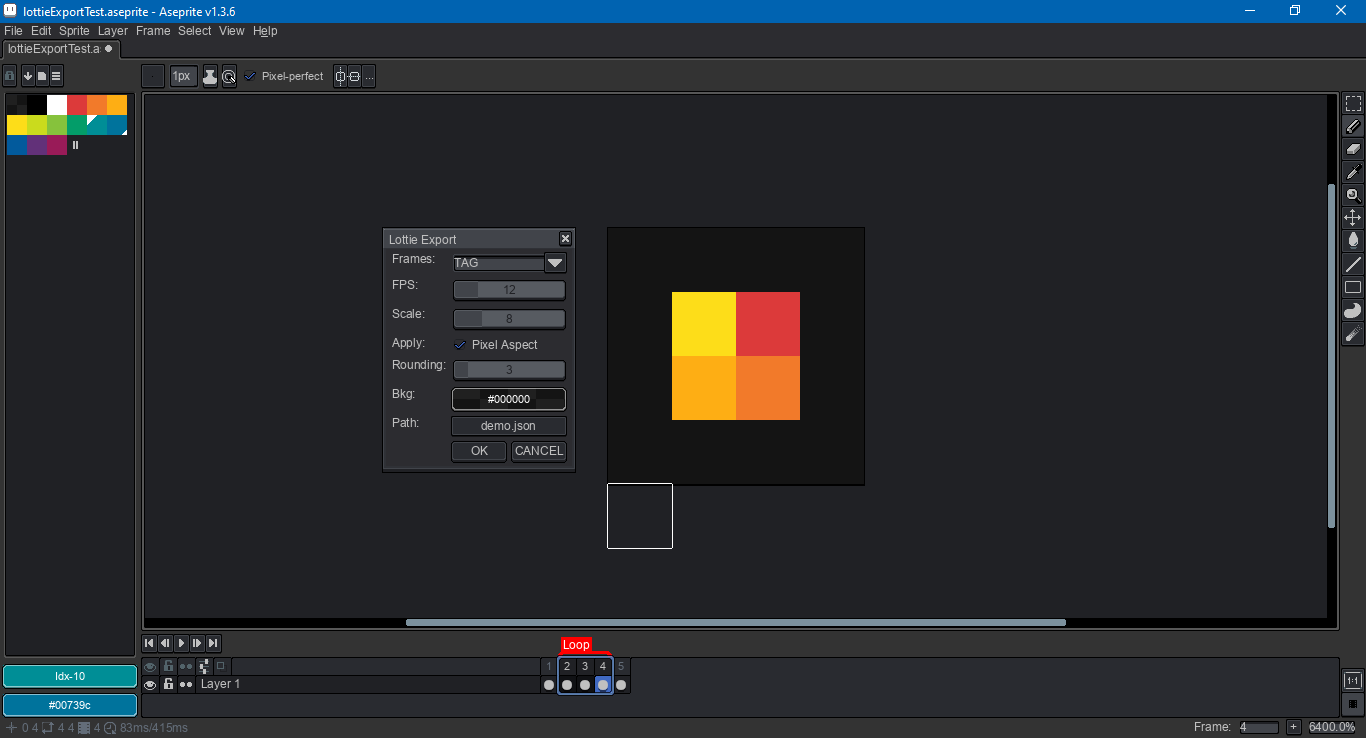 lottieExportTest.aseprite - Aseprite v1.3.6
File Edit Sprite Layer Frame Select View Help
lottieExportTest.a
1px Pixel-perfect ...
Lottie Export
Frames: TAG
FPS: 12
Scale: 8
Apply: Pixel Aspect
Rounding: 3
Bkg: #000000
Path: demo.json
OK CANCEL
Loop
1 2 3 4 5
Layer 1
Idx-10
#00739c
1:1
0 4 4 4 4 83ms/415ms
Frame: 4 + 6400.0%